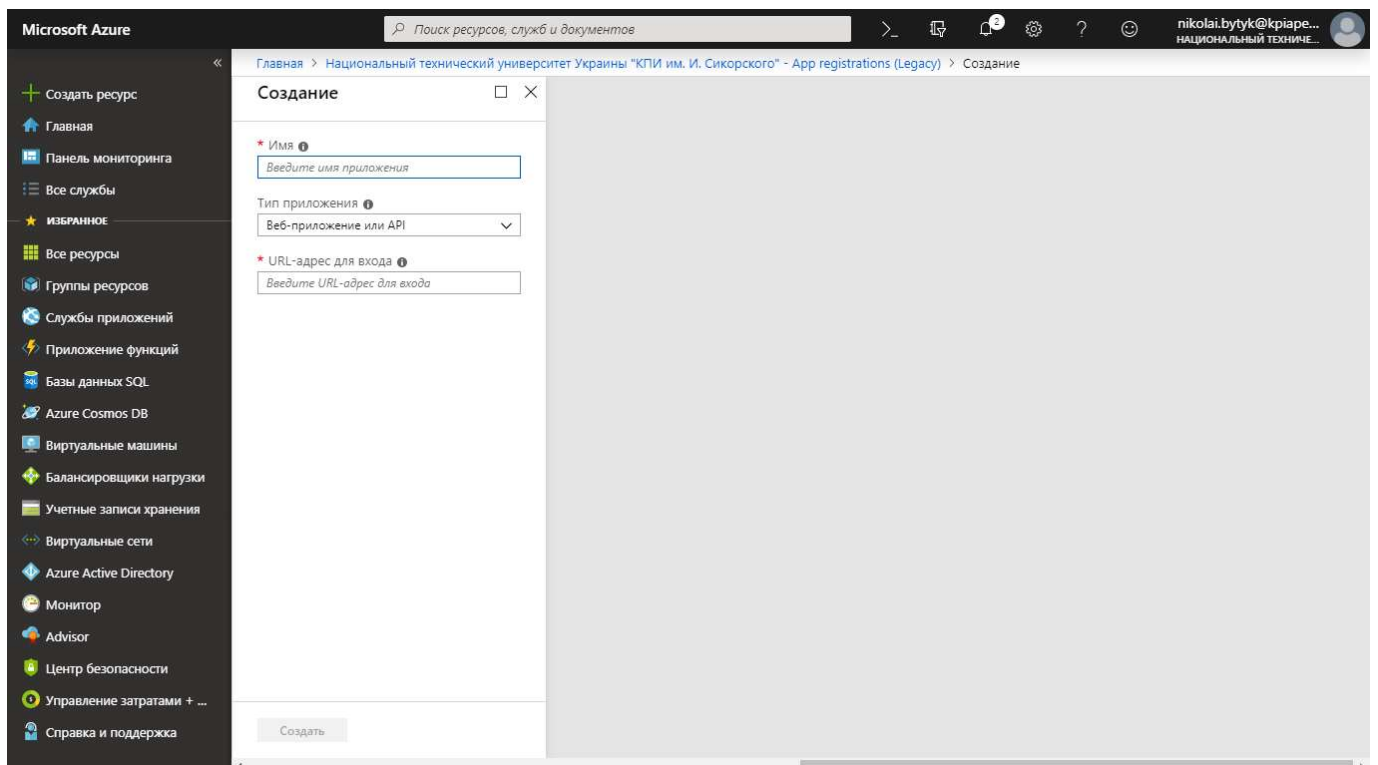 Microsoft Azure
Поиск ресурсов, служб и документов
2
nikolai.bytyk@kpiape...
НАЦИОНАЛЬНЫЙ ТЕХНИЧЕ...
Главная > Национальный технический университет Украины "КПИ им. И. Сикорского" - App registrations (Legacy) > Создание
Создать ресурс
Главная
Панель мониторинга
Все службы
ИЗБРАННОЕ
Все ресурсы
Группы ресурсов
Службы приложений
Приложение функций
Базы данных SQL
Azure Cosmos DB
Виртуальные машины
Балансировщики нагрузки
Учетные записи хранения
Виртуальные сети
Azure Active Directory
Монитор
Advisor
Центр безопасности
Управление затратами + ...
Справка и поддержка
Создание
* Имя
Введите имя приложения
Тип приложения
Веб-приложение или API
* URL-адрес для входа
Введите URL-адрес для входа
Создать